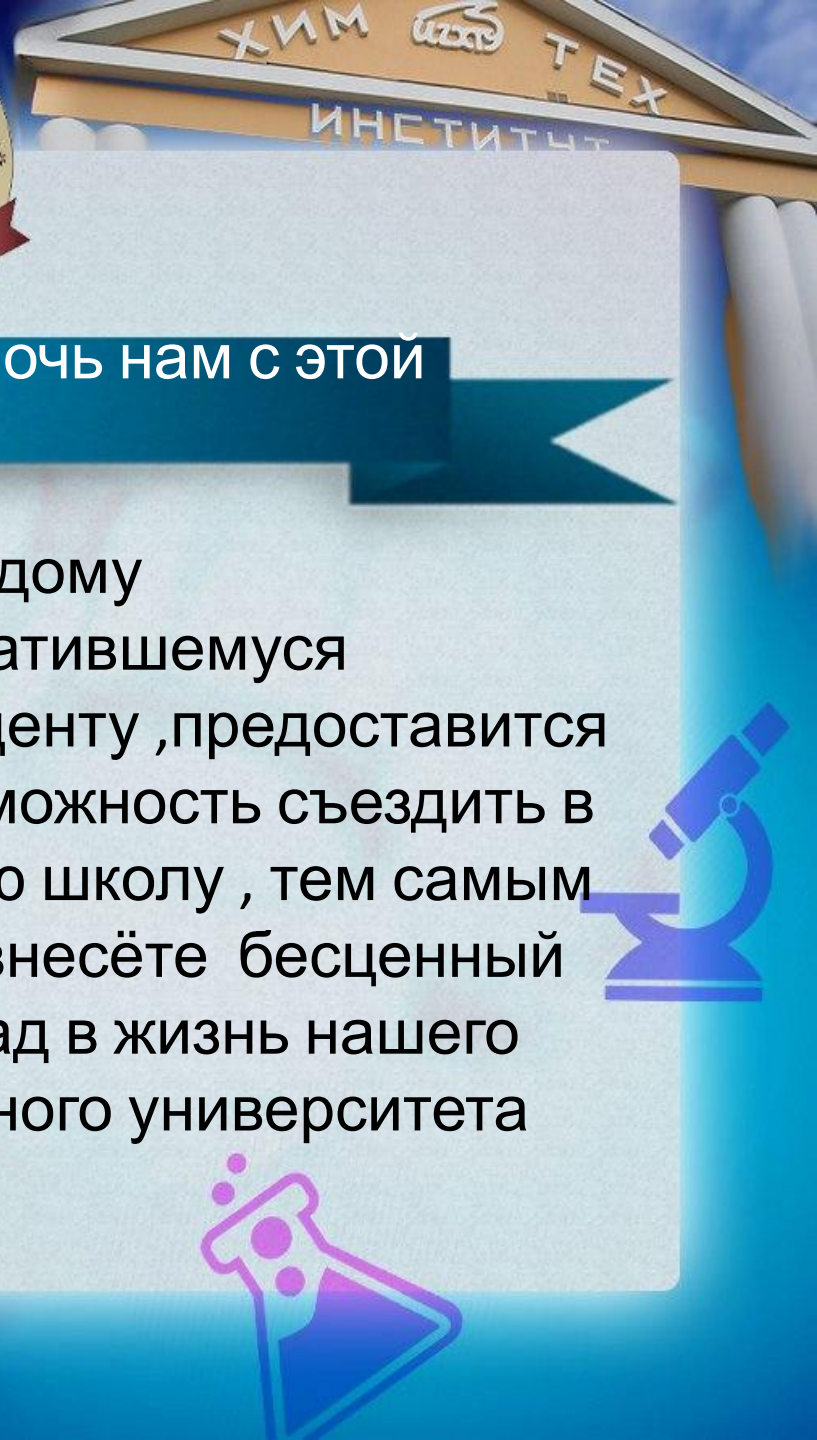 ХИМ ИГХТУ ТЕХ
ИНСТИТУТ
очь нам с этой
дому
атившемуся
денту ,предоставится
можность съездить в
ю школу , тем самым
внесёте бесценный
ад в жизнь нашего
ного университета